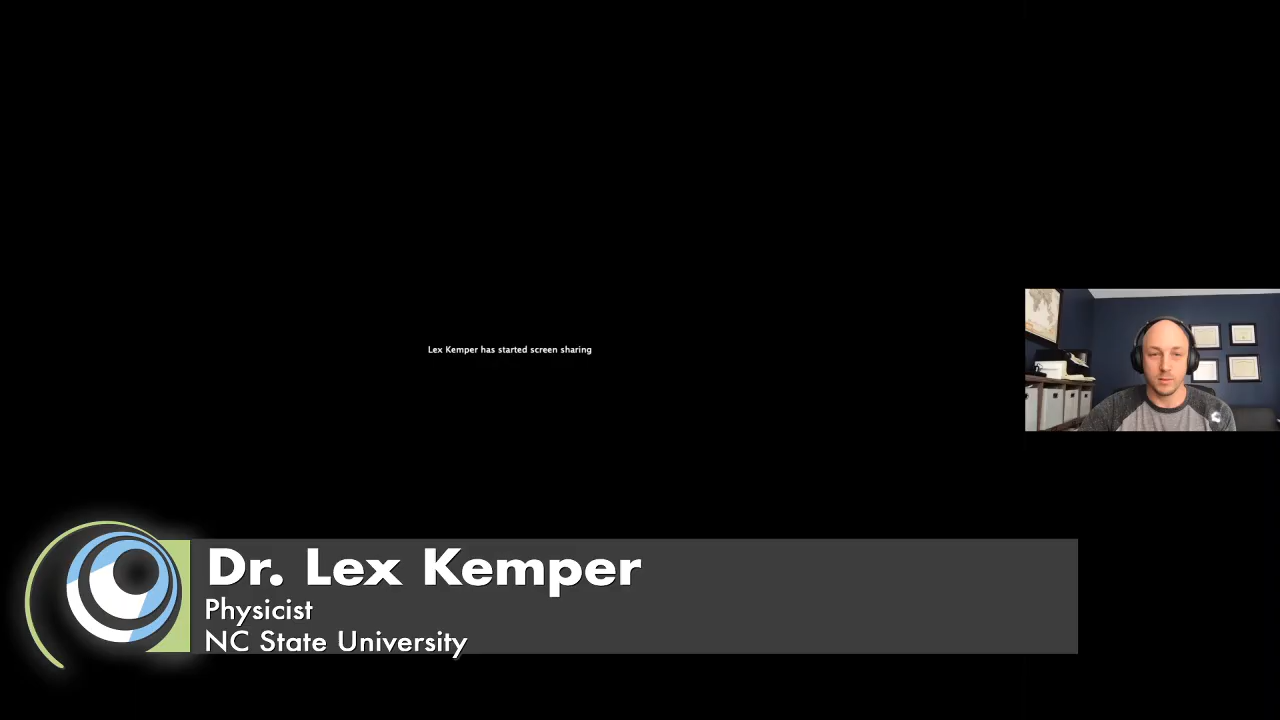 Lex Kemper has started screen sharing
Dr. Lex Kemper
Physicist
NC State University